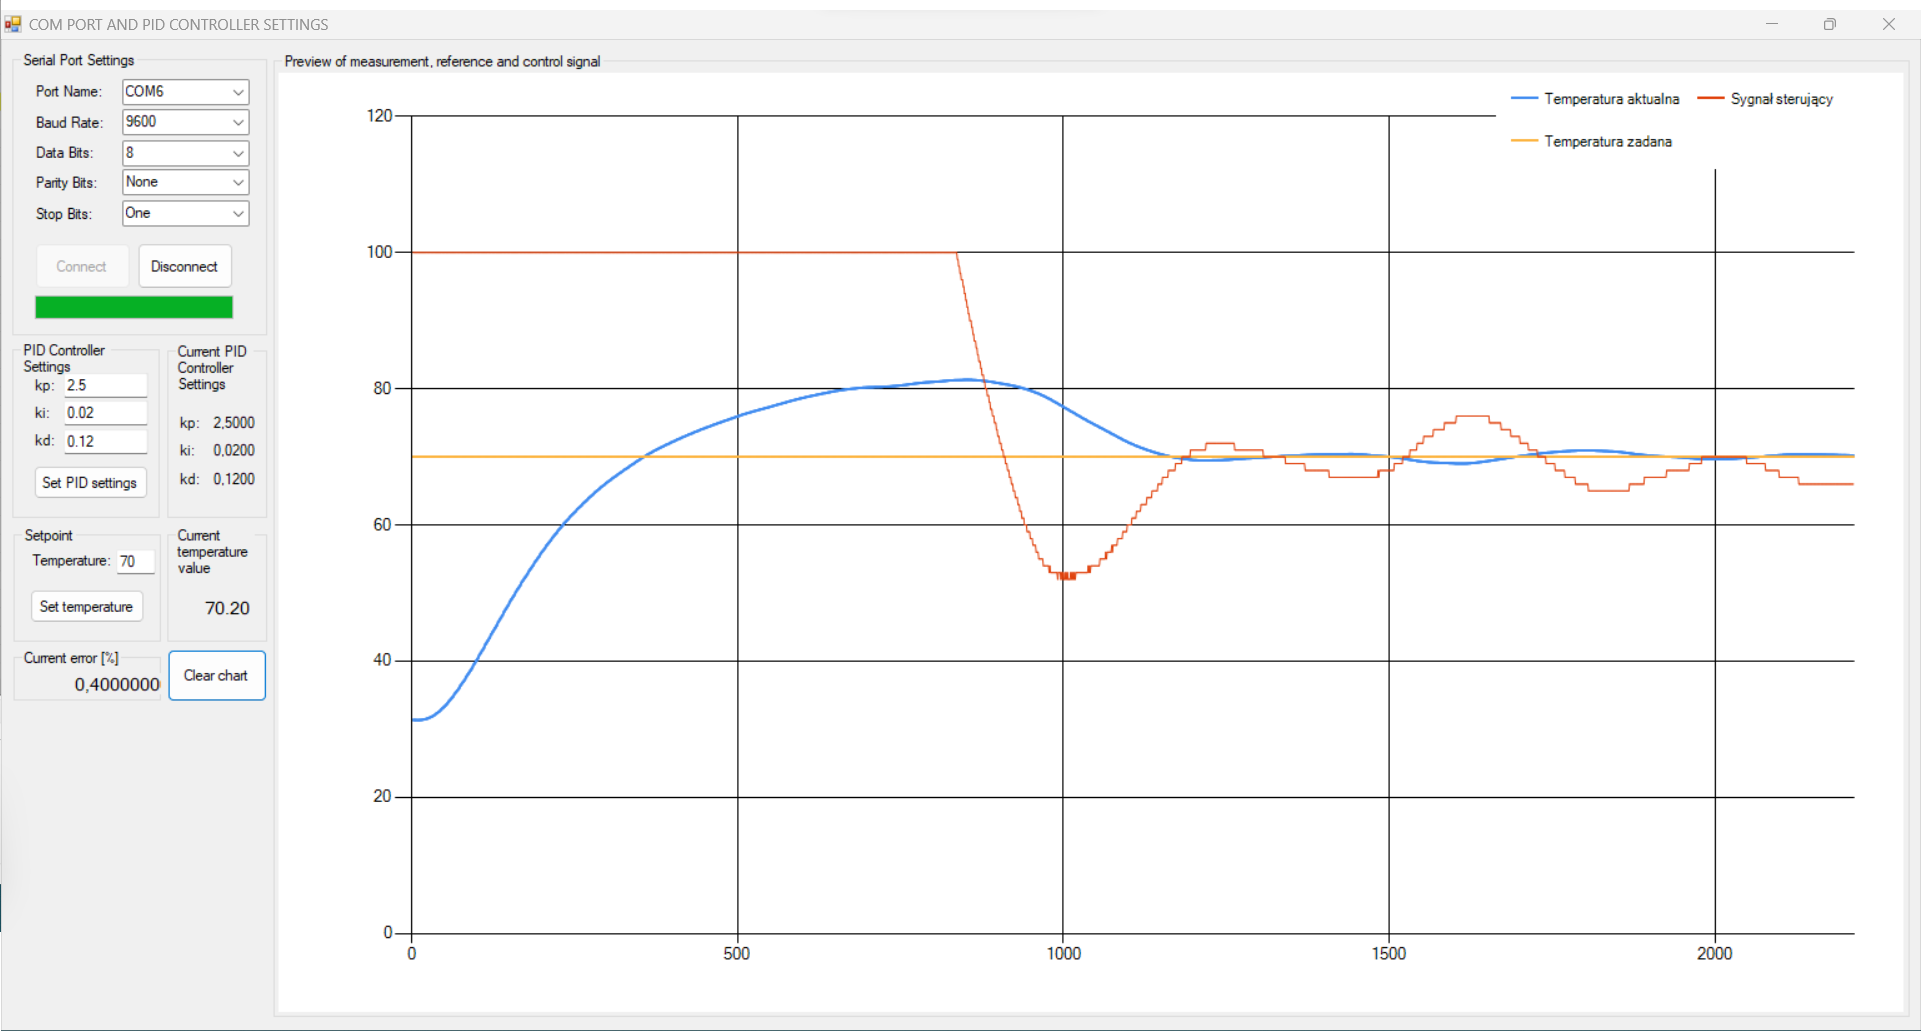 COM PORT AND PID CONTROLLER SETTINGS
Serial Port Settings
Port Name: COM6
Baud Rate: 9600
Data Bits: 8
Parity Bits: None
Stop Bits: One
Connect Disconnect
PID Controller
Settings
kp: 2.5
ki: 0.02
kd: 0.12
Set PID settings
Current PID
Controller
Settings
kp: 2,5000
ki: 0,0200
kd: 0,1200
Setpoint
Temperature: 70
Set temperature
Current
temperature
value
70.20
Current error [%]
0,4000000
Clear chart
Preview of measurement, reference and control signal
Temperatura aktualna Sygnał sterujący
Temperatura zadana
120
100
80
60
40
20
0
0 500 1000 1500 2000